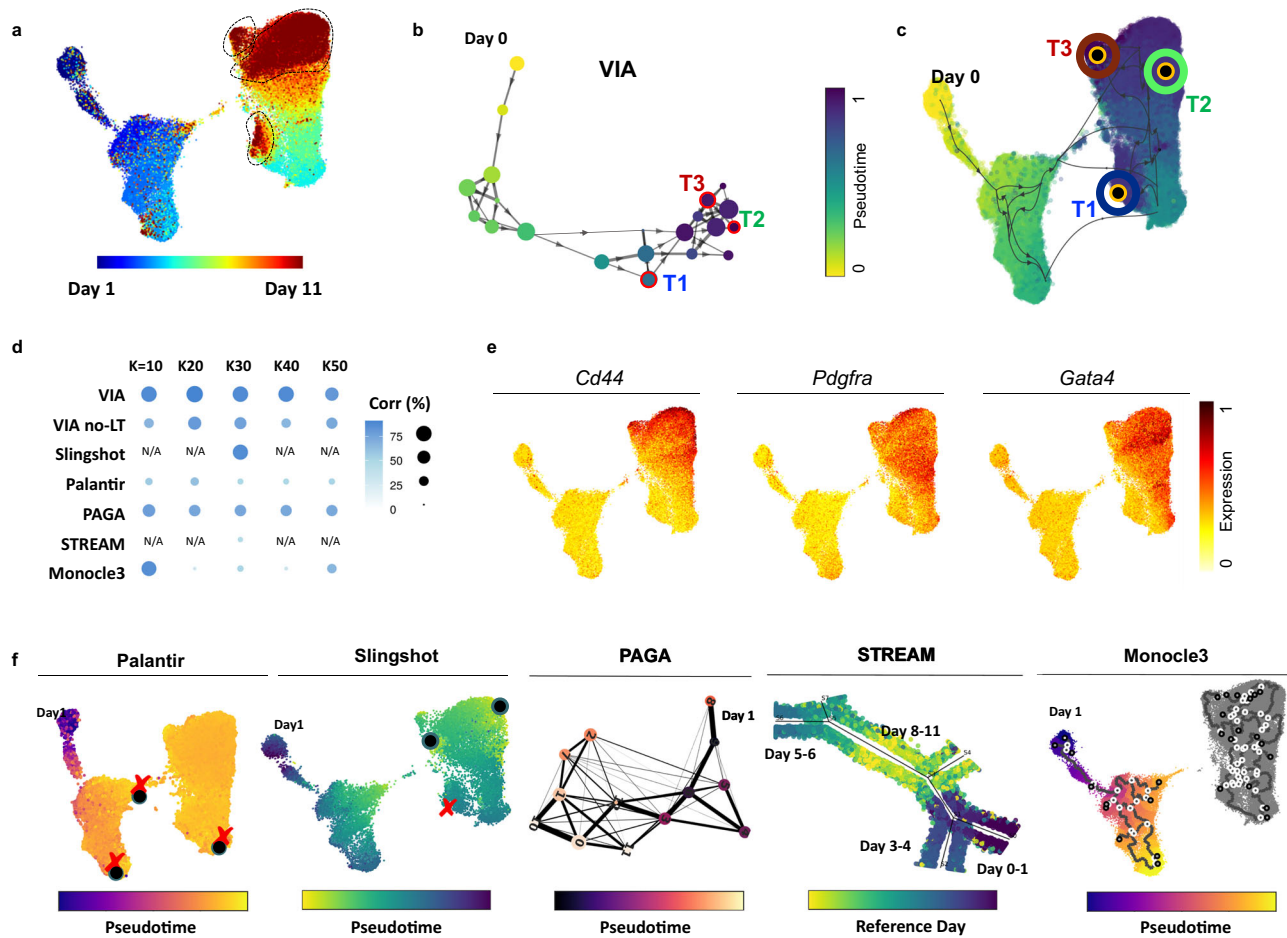 a
Day 1
Day 11
b
Day 0
VIA
T3
T2
T1
1
Pseudotime
0
c
Day 0
T3
T2
T1
d
K=10 K20 K30 K40 K50
VIA
VIA no-LT
Slingshot N/A N/A N/A N/A
Palantir
PAGA
STREAM N/A N/A N/A N/A
Monocle3
Corr (%)
75
50
25
0
e
Cd44
Pdgfra
Gata4
1
Expression
0
f
Palantir
Day1
Pseudotime
Slingshot
Day1
Pseudotime
PAGA
Day 1
Pseudotime
STREAM
Day 8-11
Day 5-6
S4
Day 3-4
Day 0-1
Reference Day
Monocle3
Day 1
Pseudotime